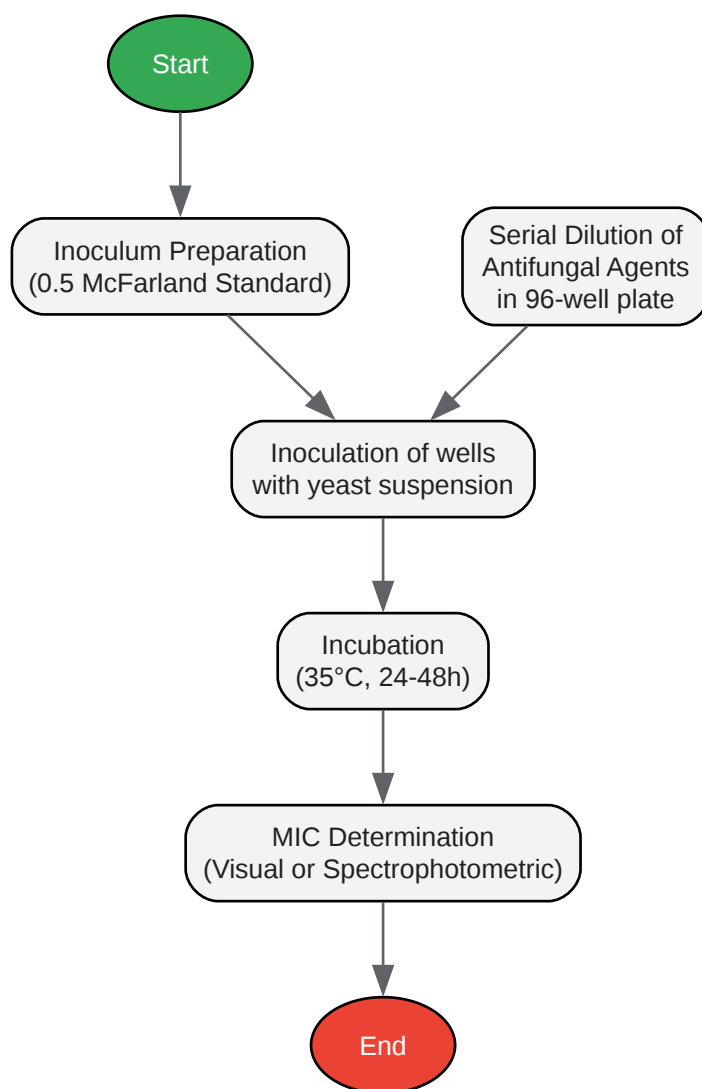 Start
Inoculum Preparation
(0.5 McFarland Standard)
Serial Dilution of
Antifungal Agents
in 96-well plate
Inoculation of wells
with yeast suspension
Incubation
(35°C, 24-48h)
MIC Determination
(Visual or Spectrophotometric)
End